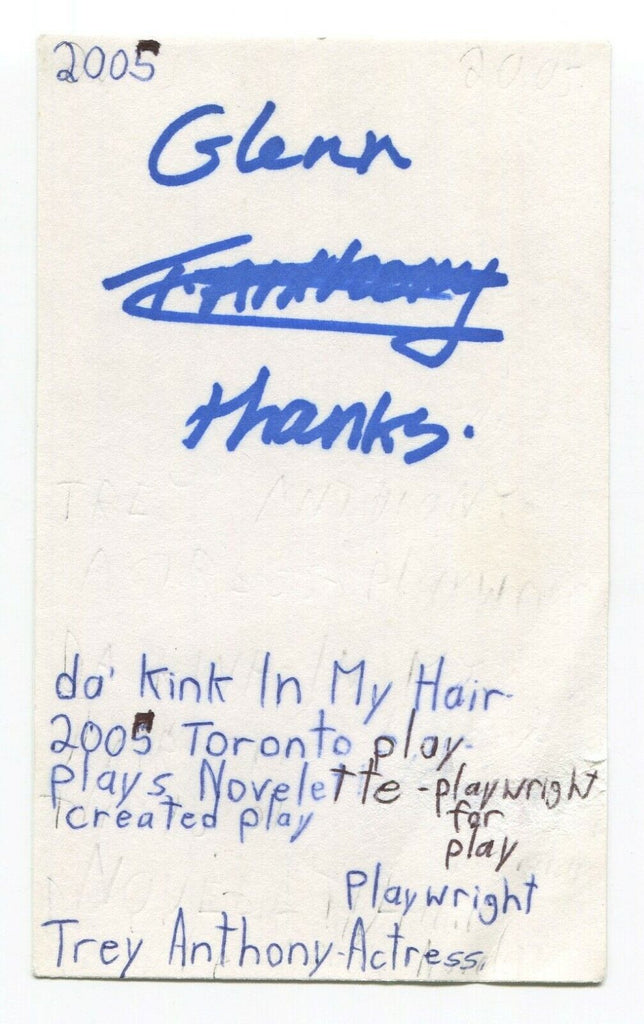 2005
Glenn
T. Anthony
thanks.
da' Kink In My Hair
2005 Toronto play
plays Novelette - playwright
created play for
play
Playwright
Trey Anthony-Actress